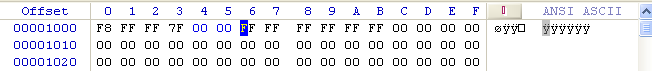 Offset 0 1 2 3 4 5 6 7 8 9 A B C D E F ANSI ASCII
00001000 F8 FF FF 7F 00 00 FF FF FF FF FF FF 00 00 00 00 øÿÿ□ ÿÿÿÿÿÿ
00001010 00 00 00 00 00 00 00 00 00 00 00 00 00 00 00 00
00001020 00 00 00 00 00 00 00 00 00 00 00 00 00 00 00 00